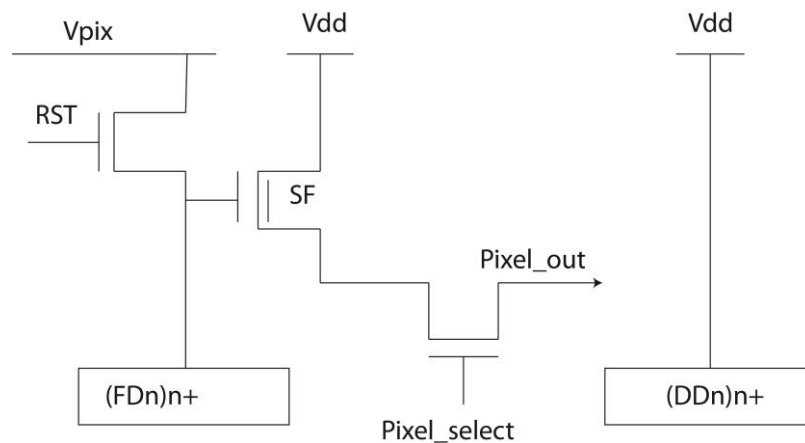 Vpix
Vdd
Vdd
RST
SF
Pixel_out
(FDn)n+
(DDn)n+
Pixel_select